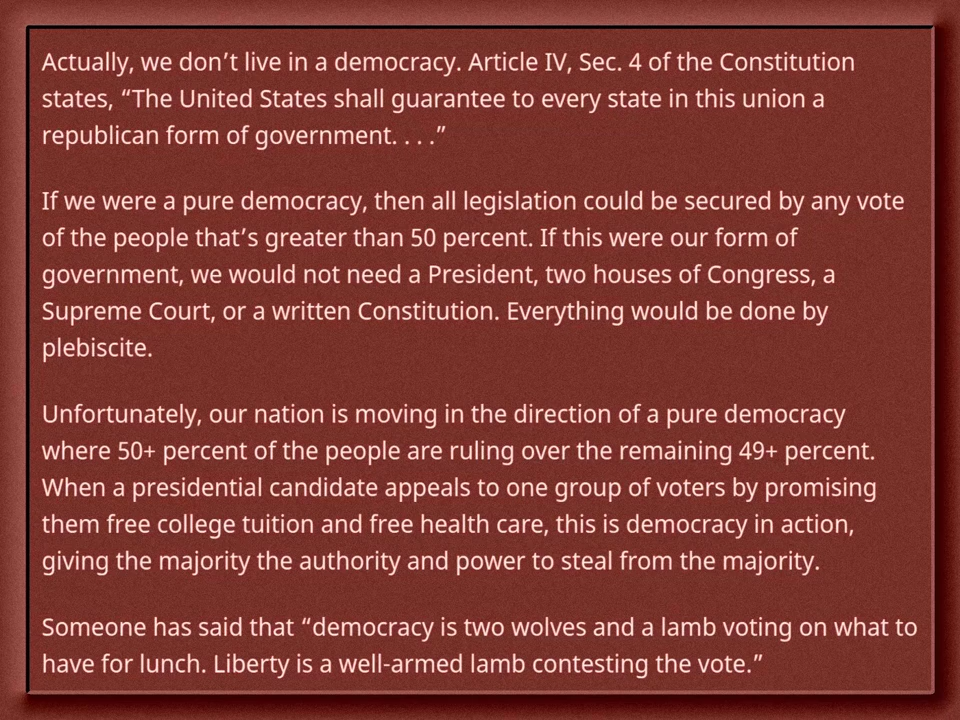 Actually, we don’t live in a democracy. Article IV, Sec. 4 of the Constitution
states, “The United States shall guarantee to every state in this union a
republican form of government. . . .”
If we were a pure democracy, then all legislation could be secured by any vote
of the people that’s greater than 50 percent. If this were our form of
government, we would not need a President, two houses of Congress, a
Supreme Court, or a written Constitution. Everything would be done by
plebiscite.
Unfortunately, our nation is moving in the direction of a pure democracy
where 50+ percent of the people are ruling over the remaining 49+ percent.
When a presidential candidate appeals to one group of voters by promising
them free college tuition and free health care, this is democracy in action,
giving the majority the authority and power to steal from the majority.
Someone has said that “democracy is two wolves and a lamb voting on what to
have for lunch. Liberty is a well-armed lamb contesting the vote.”